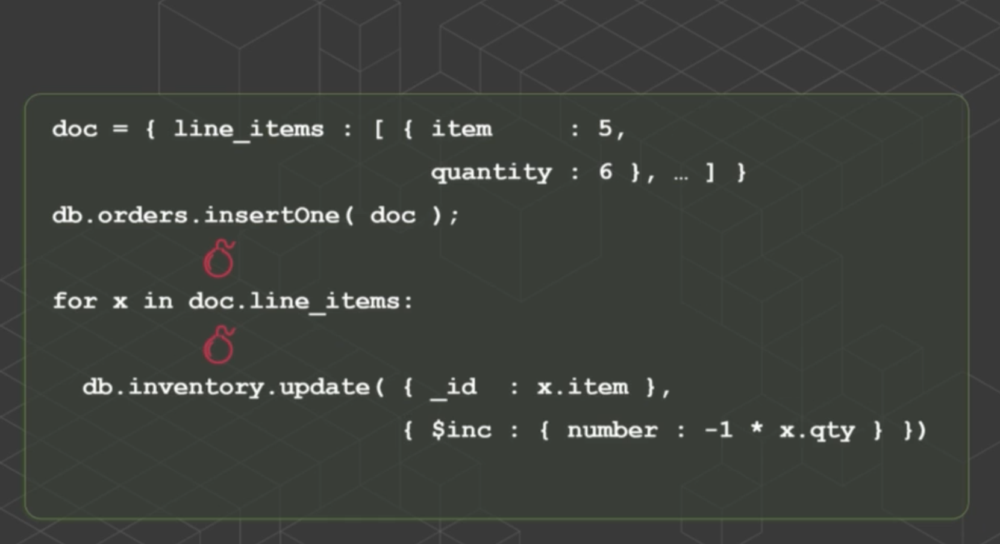 doc = { line_items : [ { item     : 5,
                         quantity : 6 }, … ] }
db.orders.insertOne( doc );
for x in doc.line_items:
  db.inventory.update( { _id  : x.item },
                       { $inc : { number : -1 * x.qty } })